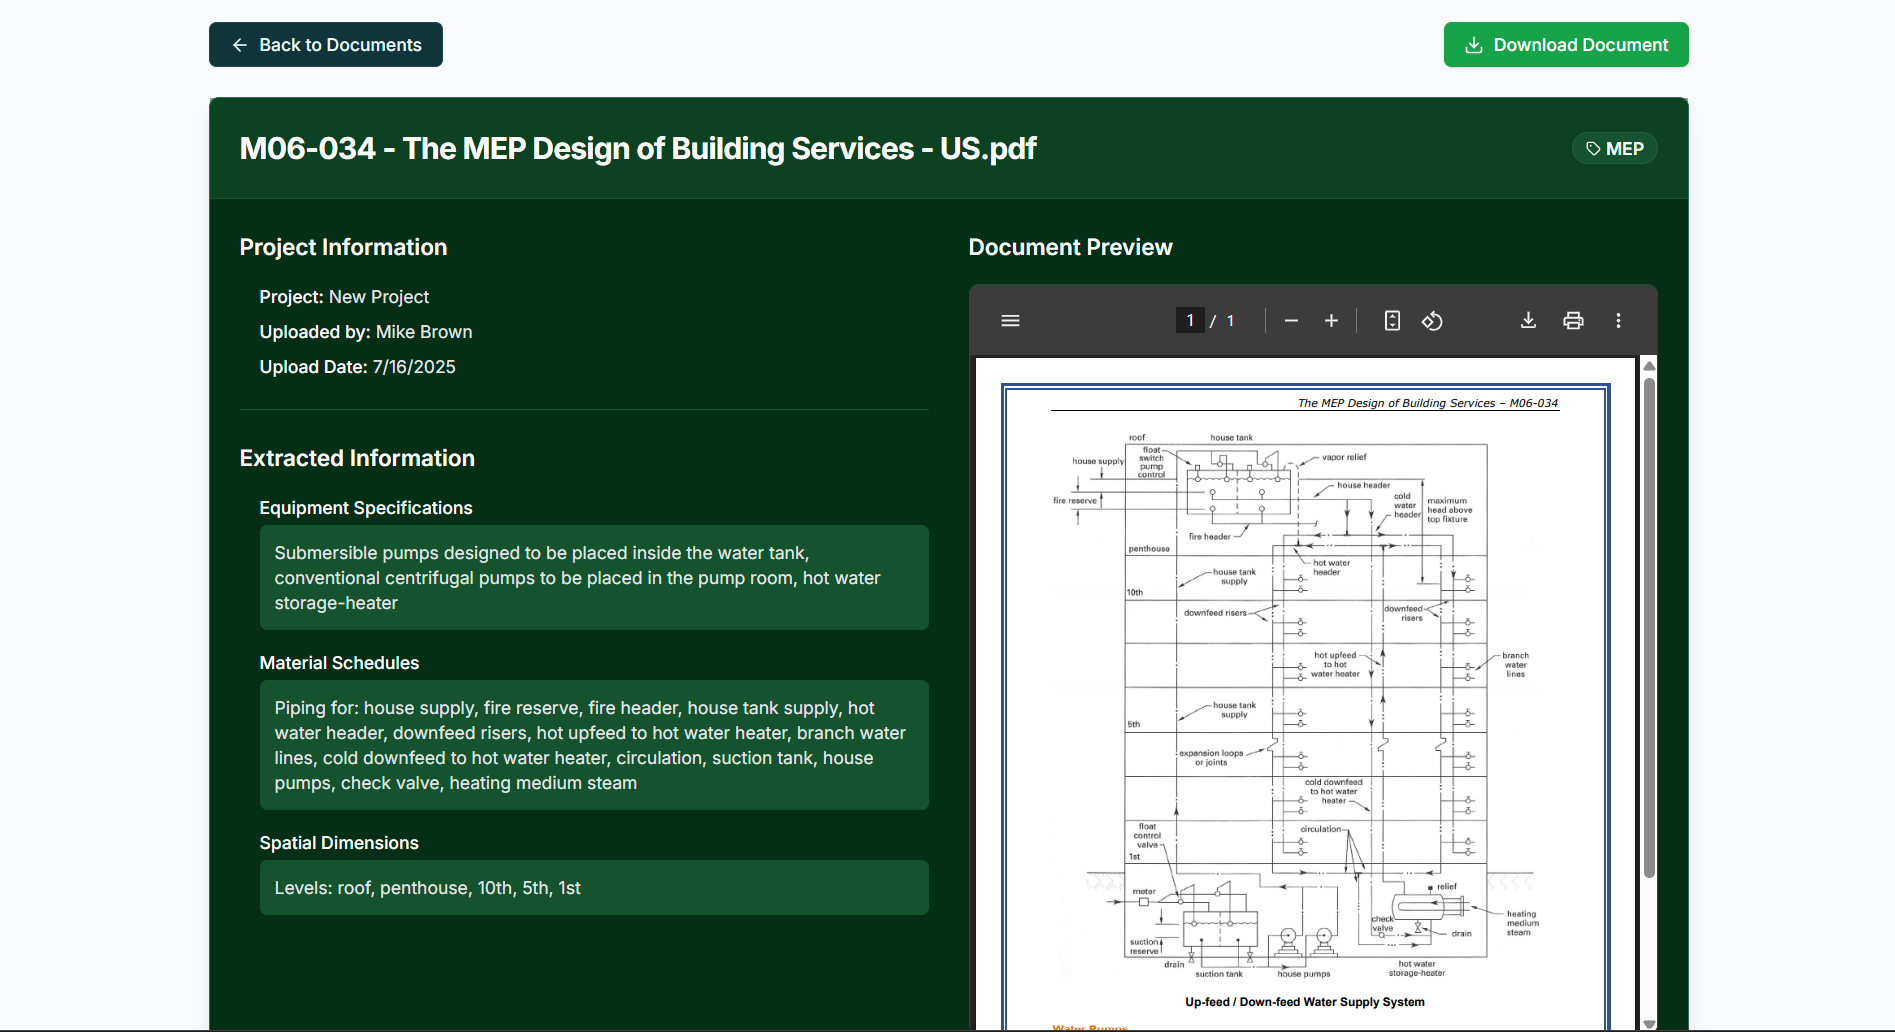 Back to Documents
Download Document
M06-034 - The MEP Design of Building Services - US.pdf
MEP
Project Information
Project: New Project
Uploaded by: Mike Brown
Upload Date: 7/16/2025
Extracted Information
Equipment Specifications
Submersible pumps designed to be placed inside the water tank,
conventional centrifugal pumps to be placed in the pump room, hot water
storage-heater
Material Schedules
Piping for: house supply, fire reserve, fire header, house tank supply, hot
water header, downfeed risers, hot upfeed to hot water heater, branch water
lines, cold downfeed to hot water heater, circulation, suction tank, house
pumps, check valve, heating medium steam
Spatial Dimensions
Levels: roof, penthouse, 10th, 5th, 1st
Document Preview
1 / 1
The MEP Design of Building Services – M06-034
roof
house tank
float
switch
pump
control
vapor relief
house supply
house header
fire reserve
cold
water
header
maximum
head above
top fixture
fire header
penthouse
hot water
header
house tank
supply
10th
downfeed risers
downfeed
risers
hot upfeed
to hot
water heater
branch
water
lines
house tank
supply
5th
expansion loops
or joints
cold downfeed
to hot water
heater
float
control
valve
circulation
1st
meter
relief
check
valve
heating
medium
steam
drain
suction
reserve
drain
suction tank
house pumps
hot water
storage-heater
Up-feed / Down-feed Water Supply System
Water Pumps